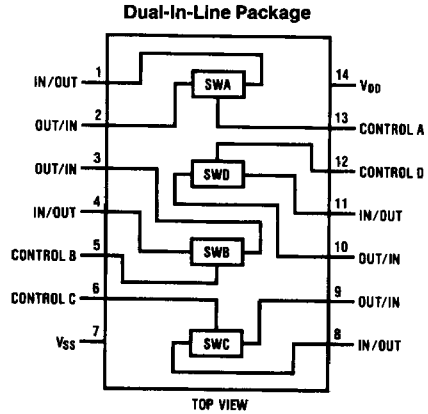 Dual-In-Line Package
1
IN/OUT
2
OUT/IN
3
OUT/IN
4
IN/OUT
5
CONTROL B
6
CONTROL C
7
VSS
SWA
SWD
SWB
SWC
14
VDD
13
CONTROL A
12
CONTROL D
11
IN/OUT
10
OUT/IN
9
OUT/IN
8
IN/OUT
TOP VIEW